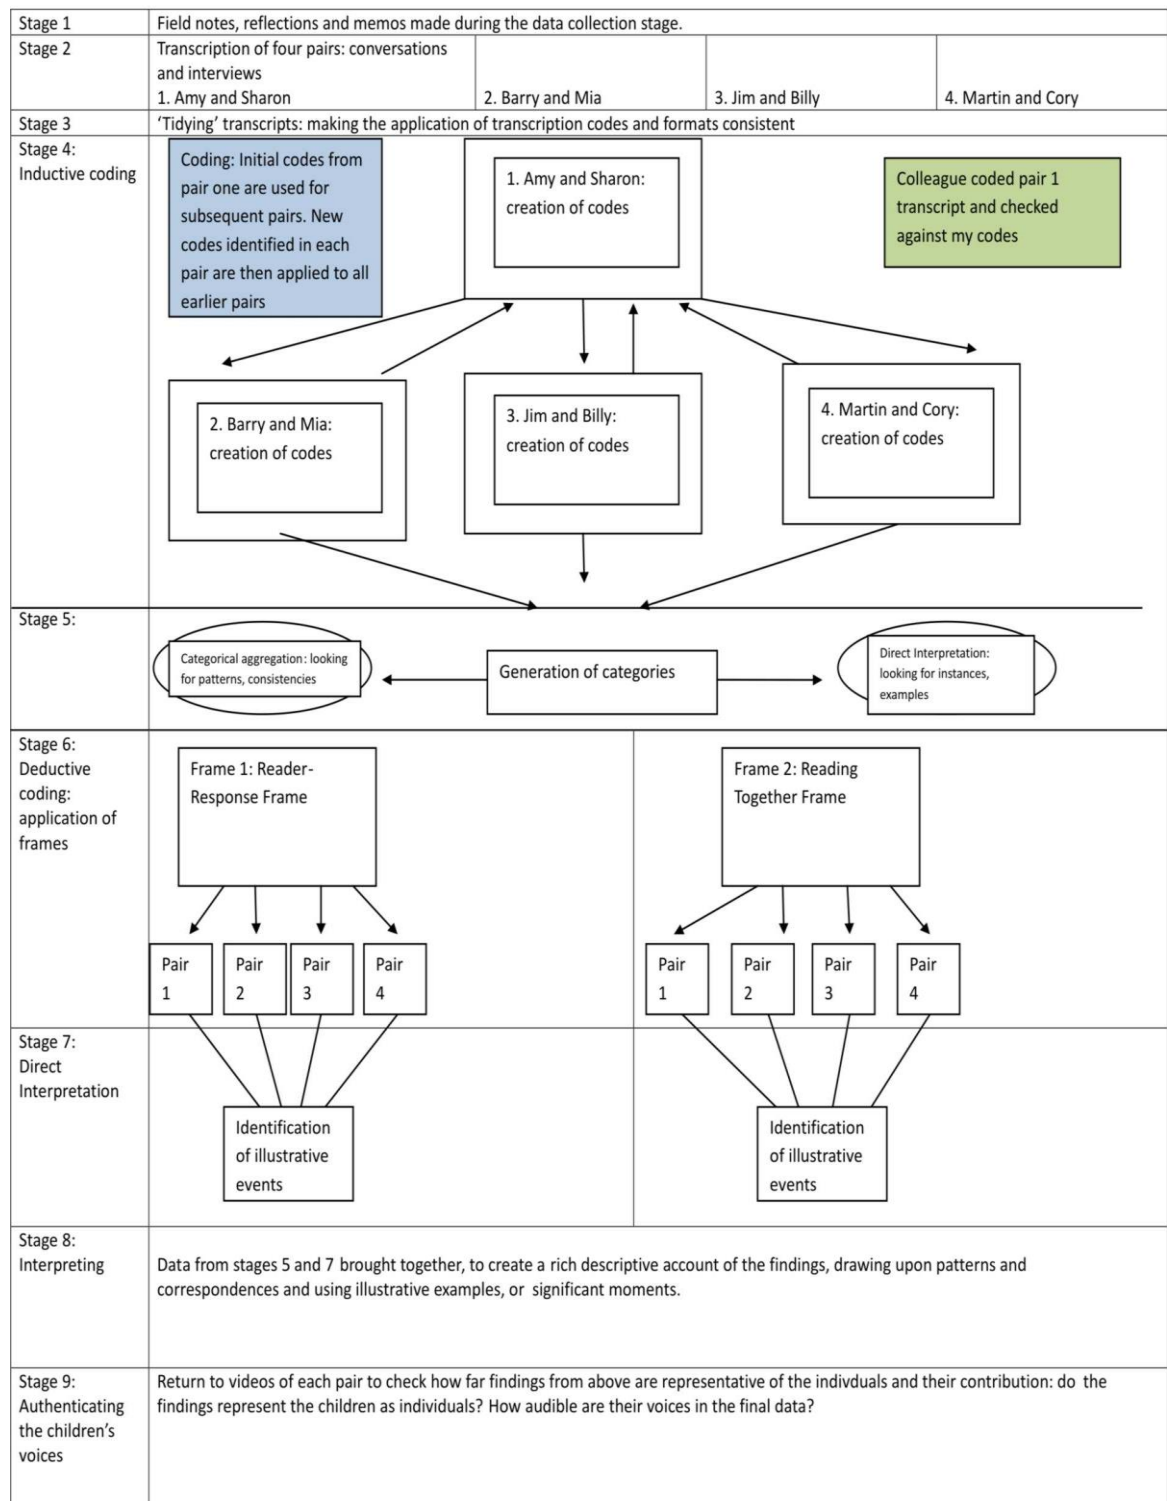 Stage 1
Field notes, reflections and memos made during the data collection stage.
Stage 2
Transcription of four pairs: conversations
and interviews
1. Amy and Sharon
2. Barry and Mia
3. Jim and Billy
4. Martin and Cory
Stage 3
‘Tidying’ transcripts: making the application of transcription codes and formats consistent
Stage 4:
Inductive coding
Coding: Initial codes from
pair one are used for
subsequent pairs. New
codes identified in each
pair are then applied to all
earlier pairs
1. Amy and Sharon:
creation of codes
Colleague coded pair 1
transcript and checked
against my codes
2. Barry and Mia:
creation of codes
3. Jim and Billy:
creation of codes
4. Martin and Cory:
creation of codes
Stage 5:
Categorical aggregation: looking
for patterns, consistencies
Generation of categories
Direct Interpretation:
looking for instances,
examples
Stage 6:
Deductive
coding:
application of
frames
Frame 1: Reader-
Response Frame
Frame 2: Reading
Together Frame
Pair
1
Pair
2
Pair
3
Pair
4
Pair
1
Pair
2
Pair
3
Pair
4
Stage 7:
Direct
Interpretation
Identification
of illustrative
events
Identification
of illustrative
events
Stage 8:
Interpreting
Data from stages 5 and 7 brought together, to create a rich descriptive account of the findings, drawing upon patterns and
correspondences and using illustrative examples, or significant moments.
Stage 9:
Authenticating
the children’s
voices
Return to videos of each pair to check how far findings from above are representative of the indivduals and their contribution: do the
findings represent the children as individuals? How audible are their voices in the final data?